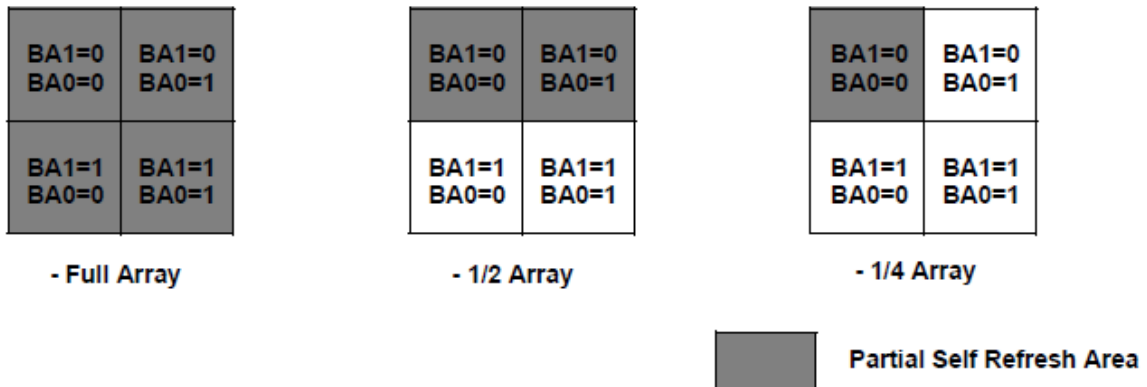 BA1=0 BA1=0
BA0=0 BA0=1
BA1=1 BA1=1
BA0=0 BA0=1
- Full Array
BA1=0 BA1=0
BA0=0 BA0=1
BA1=1 BA1=1
BA0=0 BA0=1
- 1/2 Array
BA1=0 BA1=0
BA0=0 BA0=1
BA1=1 BA1=1
BA0=0 BA0=1
- 1/4 Array
Partial Self Refresh Area